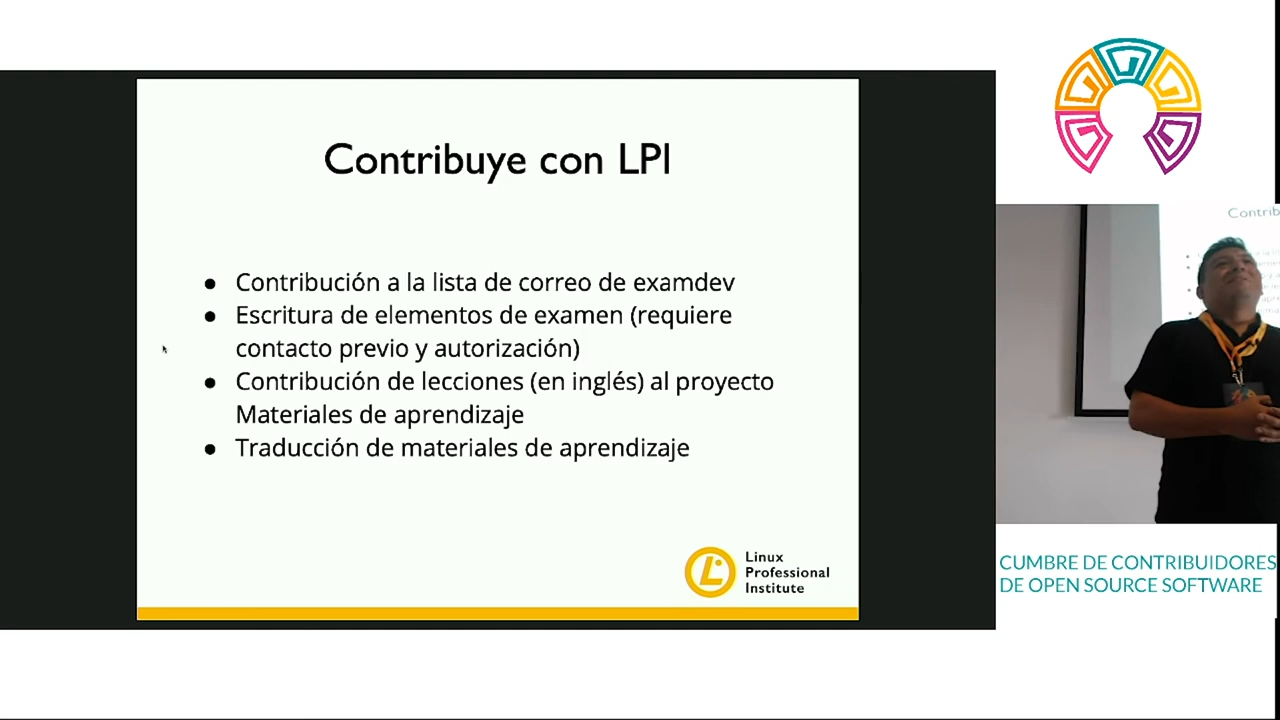 Contribuye con LPI
● Contribución a la lista de correo de examdev
● Escritura de elementos de examen (requiere
contacto previo y autorización)
● Contribución de lecciones (en inglés) al proyecto
Materiales de aprendizaje
● Traducción de materiales de aprendizaje
Linux
Professional
Institute
Contrib
CUMBRE DE CONTRIBUIDORES
DE OPEN SOURCE SOFTWARE